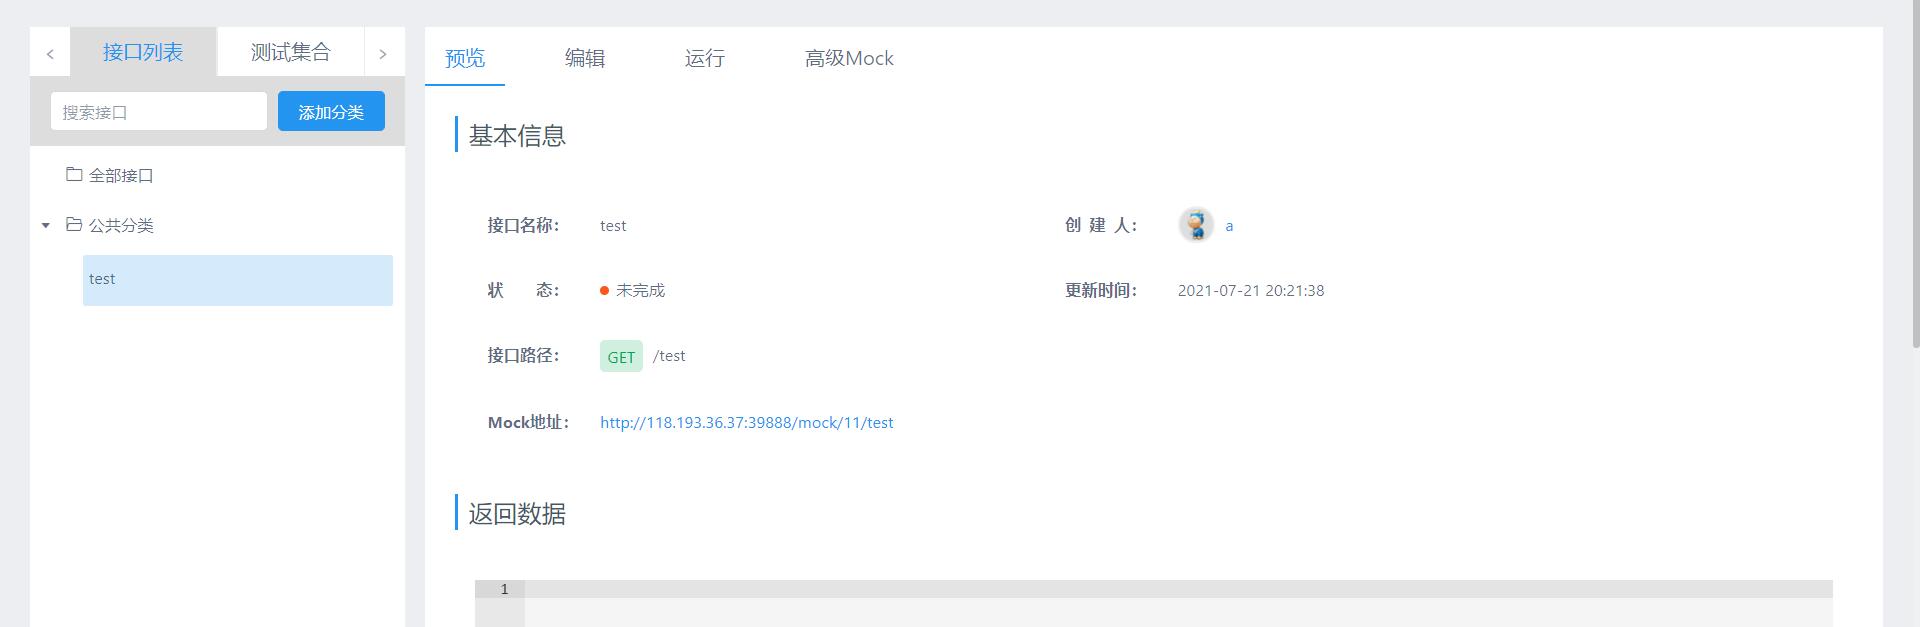 < 接口列表 测试集合 >
搜索接口 添加分类
全部接口
公共分类
test
预览 编辑 运行 高级Mock
基本信息
接口名称： test 创 建 人： a
状 态： 未完成 更新时间： 2021-07-21 20:21:38
接口路径： GET /test
Mock地址： http://118.193.36.37:39888/mock/11/test
返回数据
1